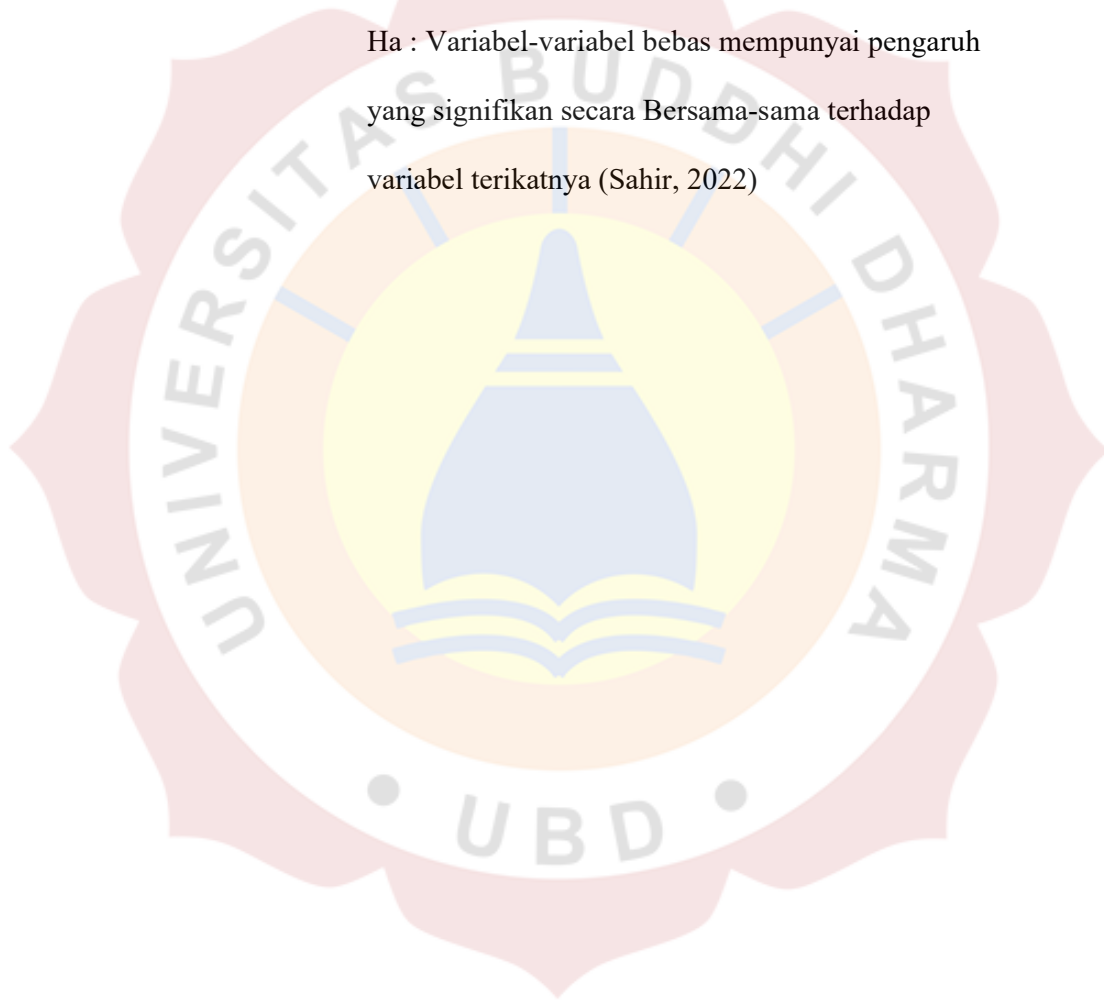 Ha : Variabel-variabel bebas mempunyai pengaruh
yang signifikan secara Bersama-sama terhadap
variabel terikatnya (Sahir, 2022)
UNIVERSITAS BUDDHI DHARMA
• UBD •